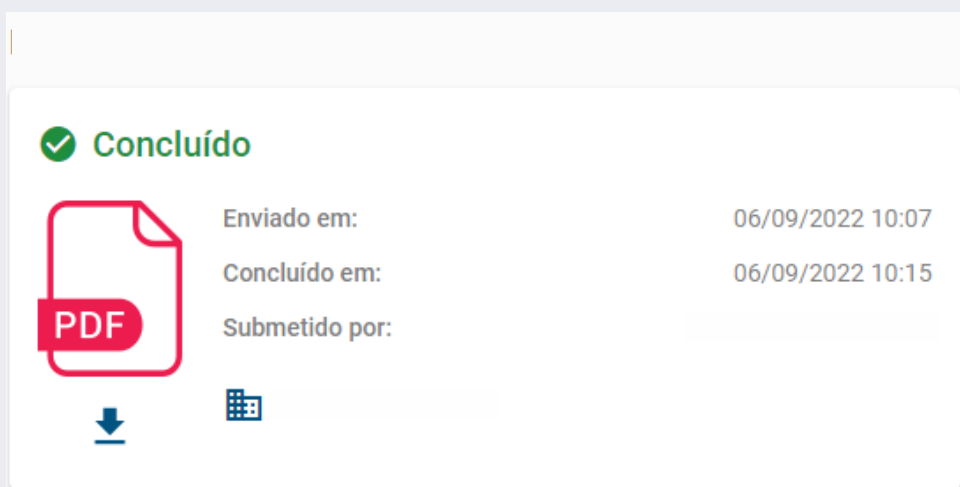 Concluído
Enviado em: 06/09/2022 10:07
Concluído em: 06/09/2022 10:15
PDF
Submetido por: